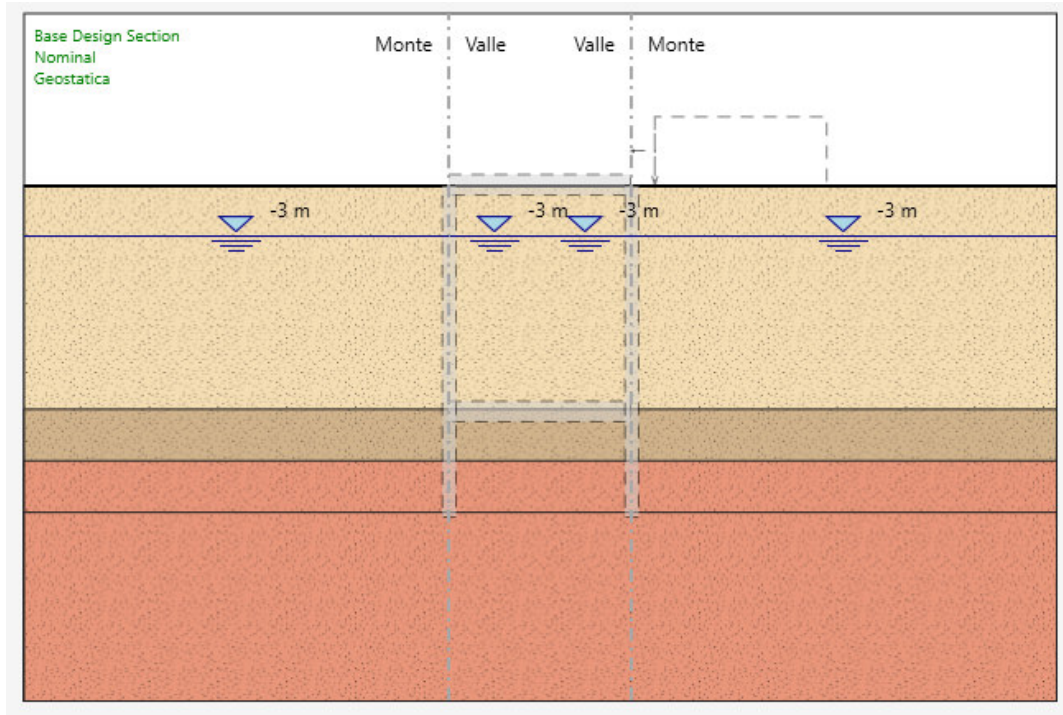 Base Design Section
Nominal
Geostatica
Monte Valle Valle Monte
-3 m -3 m -3 m -3 m